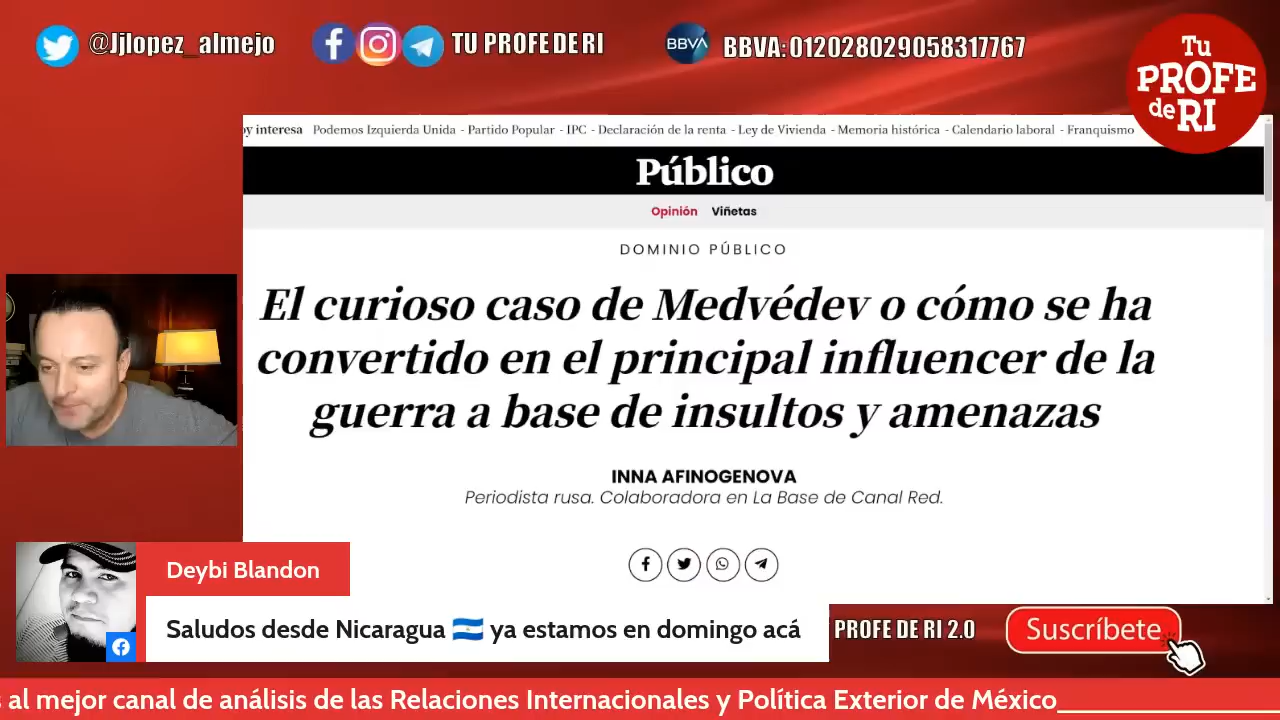 @Jjlopez_almejo
TU PROFE DE RI
BBVA
BBVA: 012028029058317767
Tu
PROFE
de RI
oy interesa Podemos Izquierda Unida - Partido Popular - IPC - Declaración de la renta - Ley de Vivienda - Memoria histórica - Calendario laboral - Franquismo
Público
Opinión Viñetas
DOMINIO PÚBLICO
El curioso caso de Medvédev o cómo se ha
convertido en el principal influencer de la
guerra a base de insultos y amenazas
INNA AFINOGENOVA
Periodista rusa. Colaboradora en La Base de Canal Red.
Deybi Blandon
Saludos desde Nicaragua 🇳🇮 ya estamos en domingo acá
PROFE DE RI 2.0
Suscríbete
s al mejor canal de análisis de las Relaciones Internacionales y Política Exterior de México